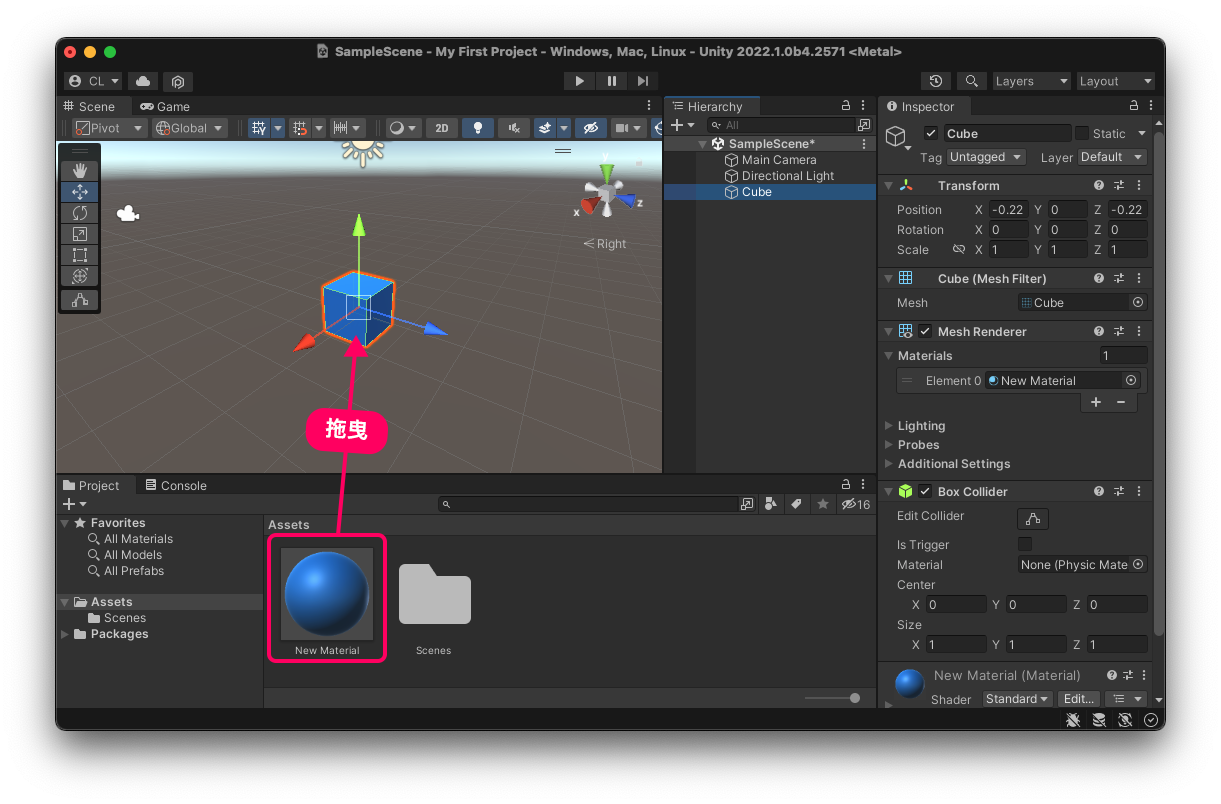 SampleScene - My First Project - Windows, Mac, Linux - Unity 2022.1.0b4.2571 <Metal>
CL
Layers
Layout
Scene
Game
Pivot
Global
2D
y
x
z
Right
拖曳
Hierarchy
All
SampleScene*
Main Camera
Directional Light
Cube
Project
Console
16
Favorites
All Materials
All Models
All Prefabs
Assets
Scenes
Packages
Assets
New Material
Scenes
Inspector
Cube
Static
Tag Untagged
Layer Default
Transform
Position X -0.22 Y 0 Z -0.22
Rotation X 0 Y 0 Z 0
Scale X 1 Y 1 Z 1
Cube (Mesh Filter)
Mesh Cube
Mesh Renderer
Materials 1
Element 0 New Material
+ −
Lighting
Probes
Additional Settings
Box Collider
Edit Collider
Is Trigger
Material None (Physic Mate
Center
X 0 Y 0 Z 0
Size
X 1 Y 1 Z 1
New Material (Material)
Shader Standard Edit...